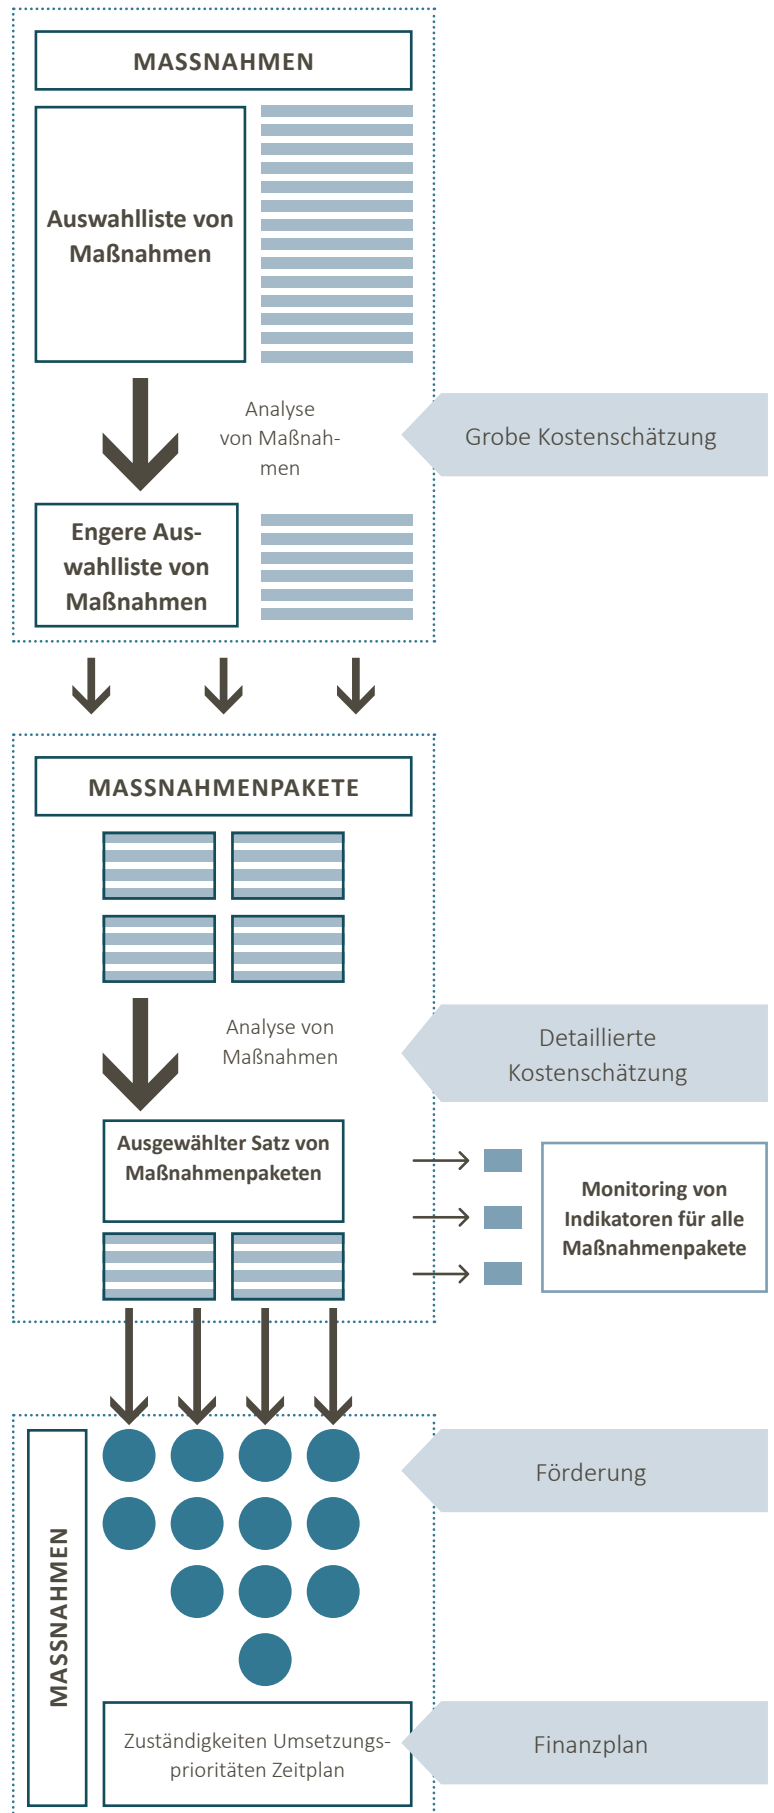 MASSNAHMEN
Auswahlliste von
Maßnahmen
Analyse
von Maßnah-
men
Grobe Kostenschätzung
Engere Aus-
wahlliste von
Maßnahmen
MASSNAHMENPAKETE
Analyse von
Maßnahmen
Detaillierte
Kostenschätzung
Ausgewählter Satz von
Maßnahmenpaketen
Monitoring von
Indikatoren für alle
Maßnahmenpakete
MASSNAHMEN
Förderung
Zuständigkeiten Umsetzungs-
prioritäten Zeitplan
Finanzplan